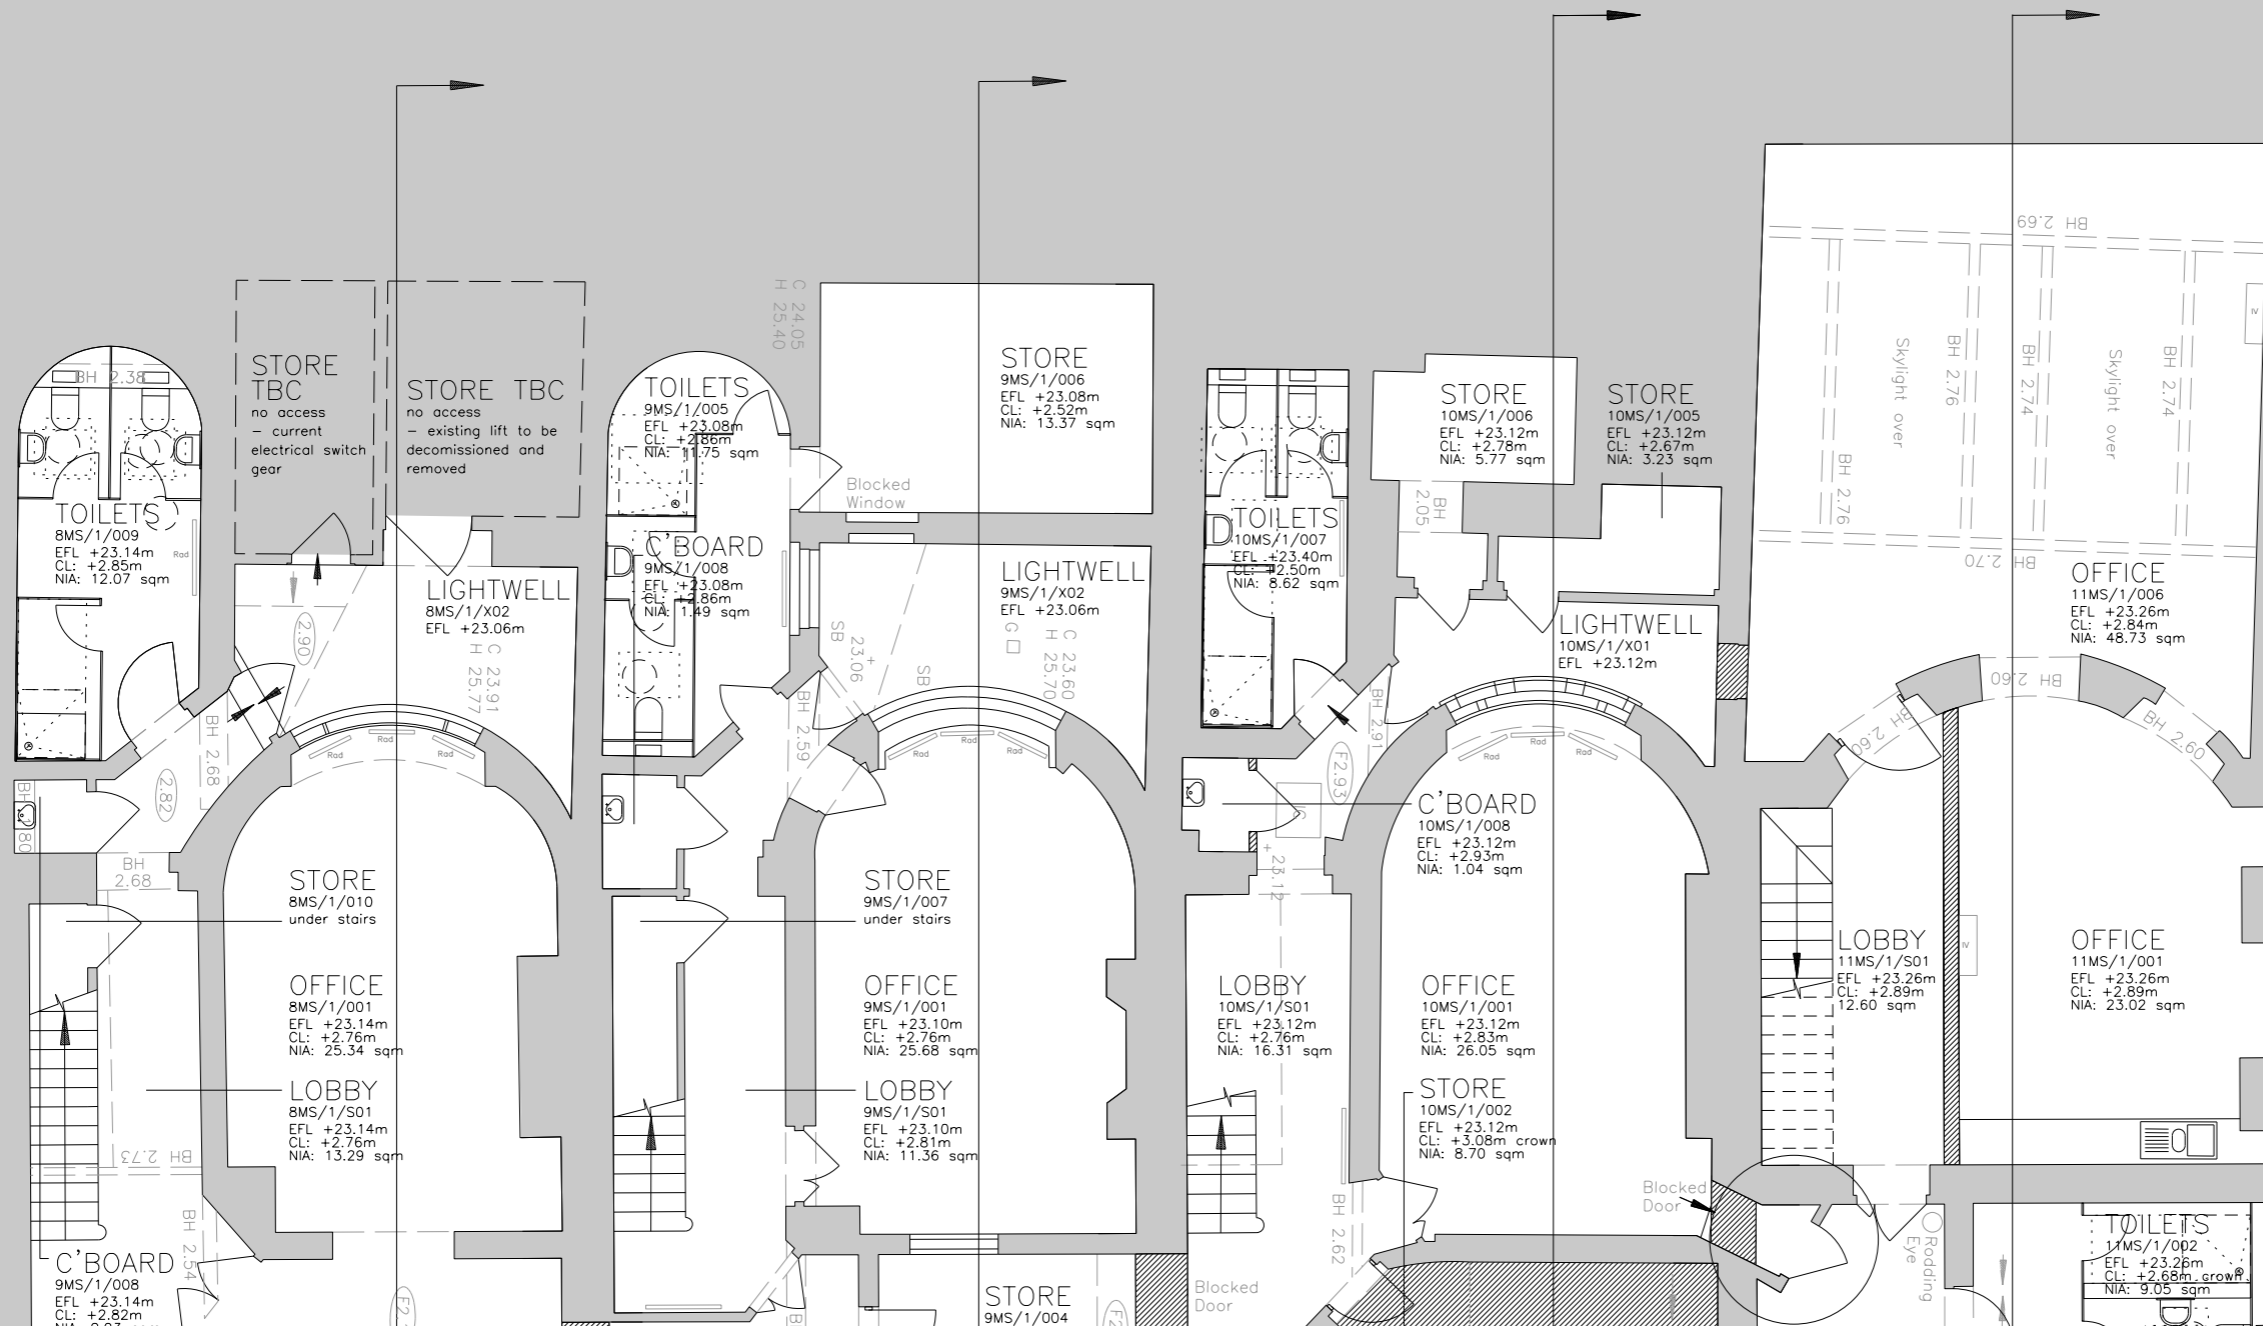 STORE
TBC
no access
– current
electrical switch
gear
STORE TBC
no access
– existing lift to be
decomissioned and
removed
BH 2.38
TOILETS
8MS/1/009
EFL +23.14m
CL: +2.85m
NIA: 12.07 sqm
Rad
LIGHTWELL
8MS/1/X02
EFL +23.06m
2.90
C 23.91
H 25.77
BH 2.68
2.82
Rad
Rad
Rad
BH 1.80
BH
2.68
STORE
8MS/1/010
under stairs
OFFICE
8MS/1/001
EFL +23.14m
CL: +2.76m
NIA: 25.34 sqm
LOBBY
8MS/1/S01
EFL +23.14m
CL: +2.76m
NIA: 13.29 sqm
BH 2.73
BH 2.54
C'BOARD
9MS/1/008
EFL +23.14m
CL: +2.82m
C 24.05
H 25.40
TOILETS
9MS/1/005
EFL +23.08m
CL: +2.86m
NIA: 11.75 sqm
STORE
9MS/1/006
EFL +23.08m
CL: +2.52m
NIA: 13.37 sqm
Blocked
Window
C'BOARD
9MS/1/008
EFL +23.08m
CL: +2.86m
NIA: 1.49 sqm
LIGHTWELL
9MS/1/X02
EFL +23.06m
SB
23.06
+
SB
G
C 23.60
H 25.70
BH 2.59
Rad
Rad
Rad
STORE
9MS/1/007
under stairs
OFFICE
9MS/1/001
EFL +23.10m
CL: +2.76m
NIA: 25.68 sqm
LOBBY
9MS/1/S01
EFL +23.10m
CL: +2.81m
NIA: 11.36 sqm
STORE
9MS/1/004
STORE
10MS/1/006
EFL +23.12m
CL: +2.78m
NIA: 5.77 sqm
STORE
10MS/1/005
EFL +23.12m
CL: +2.67m
NIA: 3.23 sqm
BH
2.05
TOILETS
10MS/1/007
EFL +23.40m
CL: +2.50m
NIA: 8.62 sqm
LIGHTWELL
10MS/1/X01
EFL +23.12m
BH 2.91
F2.93
Rad
Rad
Rad
C'BOARD
10MS/1/008
EFL +23.12m
CL: +2.93m
NIA: 1.04 sqm
+23.12
LOBBY
10MS/1/S01
EFL +23.12m
CL: +2.76m
NIA: 16.31 sqm
OFFICE
10MS/1/001
EFL +23.12m
CL: +2.83m
NIA: 26.05 sqm
STORE
10MS/1/002
EFL +23.12m
CL: +3.08m crown
NIA: 8.70 sqm
Blocked
Door
BH 2.62
Blocked
Door
BH 2.69
Skylight over
BH 2.76
BH 2.74
Skylight over
BH 2.74
BH 2.76
BH 2.70
IV
OFFICE
11MS/1/006
EFL +23.26m
CL: +2.84m
NIA: 48.73 sqm
BH 2.60
BH 2.60
BH 2.60
LOBBY
11MS/1/S01
EFL +23.26m
CL: +2.89m
12.60 sqm
IV
OFFICE
11MS/1/001
EFL +23.26m
CL: +2.89m
NIA: 23.02 sqm
Rodding
Eye
TOILETS
11MS/1/002
EFL +23.26m
CL: +2.68m crown
NIA: 9.05 sqm